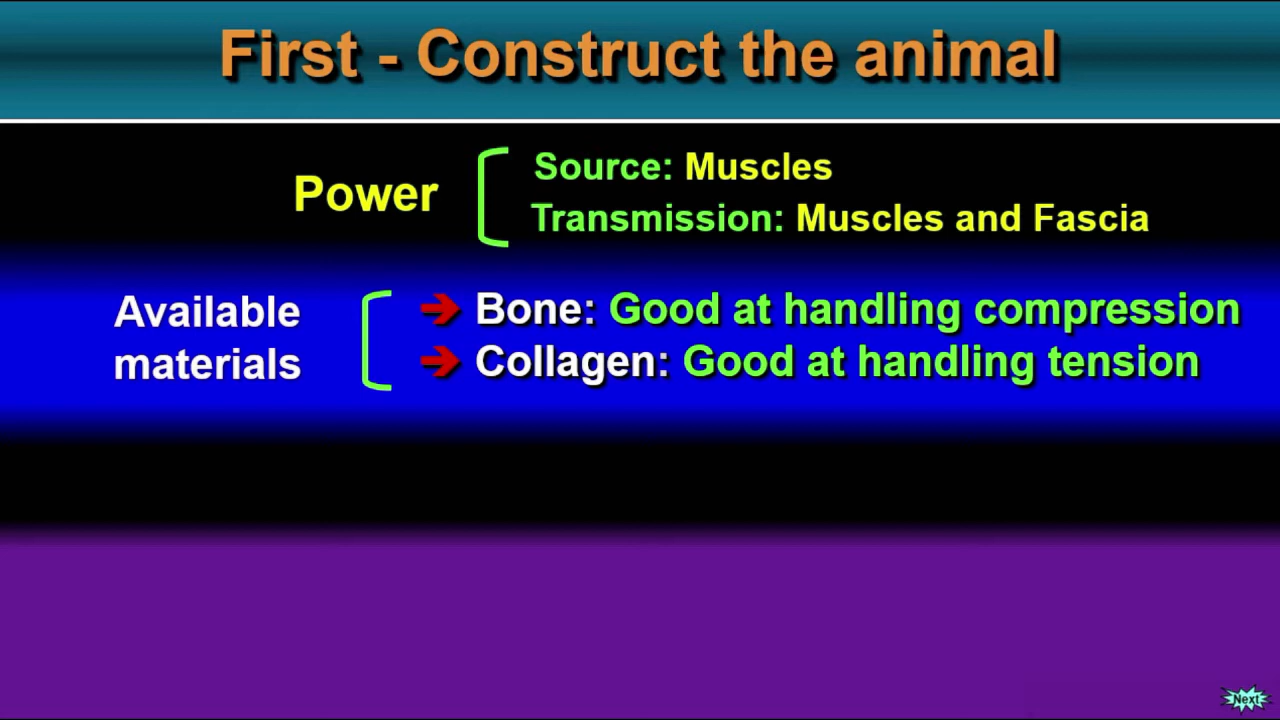 First - Construct the animal
Power
Source: Muscles
Transmission: Muscles and Fascia
Available
materials
➔ Bone: Good at handling compression
➔ Collagen: Good at handling tension
Next